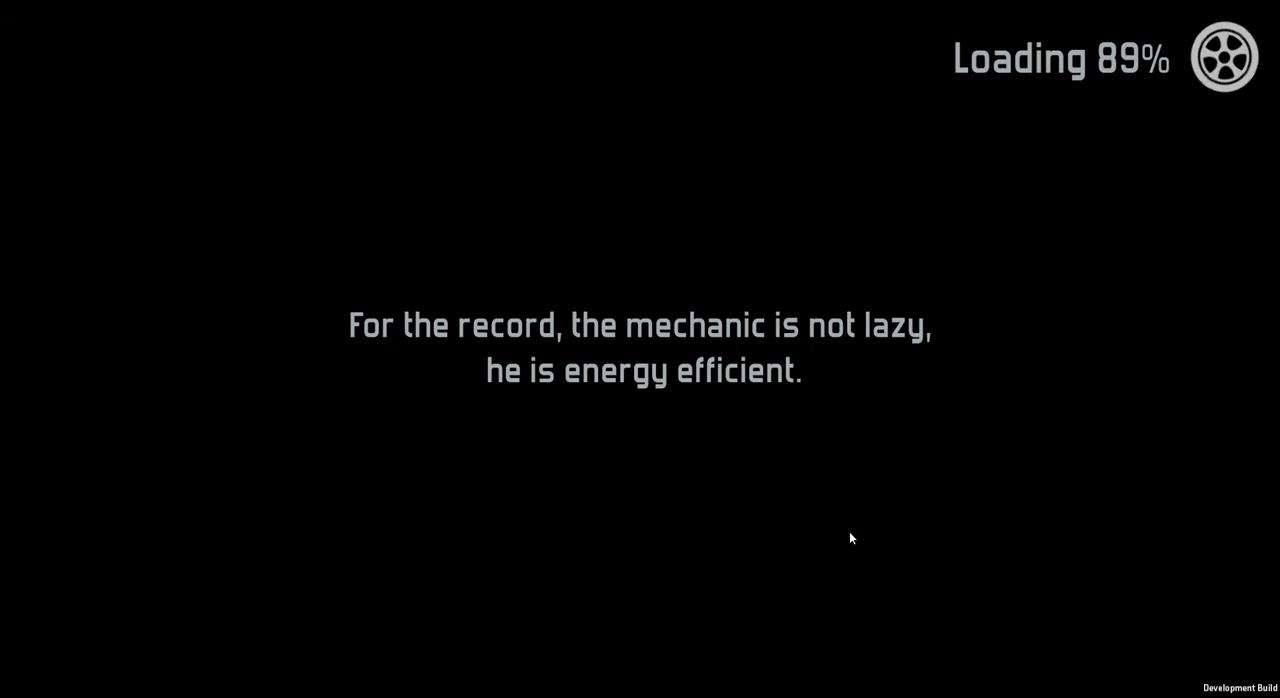 Loading 89%
For the record, the mechanic is not lazy,
he is energy efficient.
Development Build